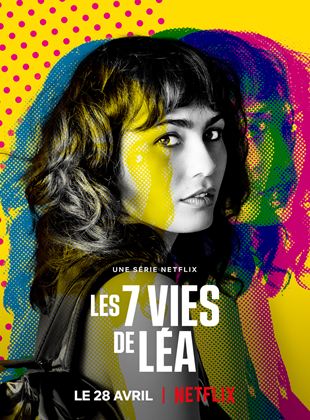 UNE SÉRIE NETFLIX
LES 7 VIES
DE LÉA
LE 28 AVRIL | NETFLIX